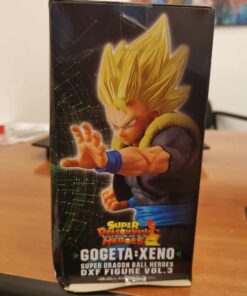 SUPER
DRAGONBALL
HEROES
GOGETA:XENO
SUPER DRAGON BALL HEROES
DXF FIGURE VOL.3